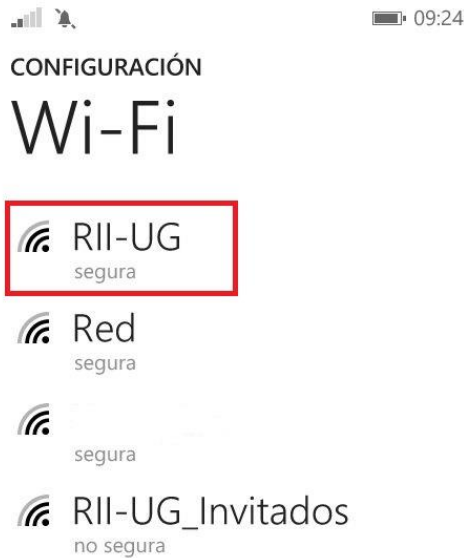 09:24
CONFIGURACIÓN
Wi-Fi
RII-UG
segura
Red
segura
segura
RII-UG_Invitados
no segura